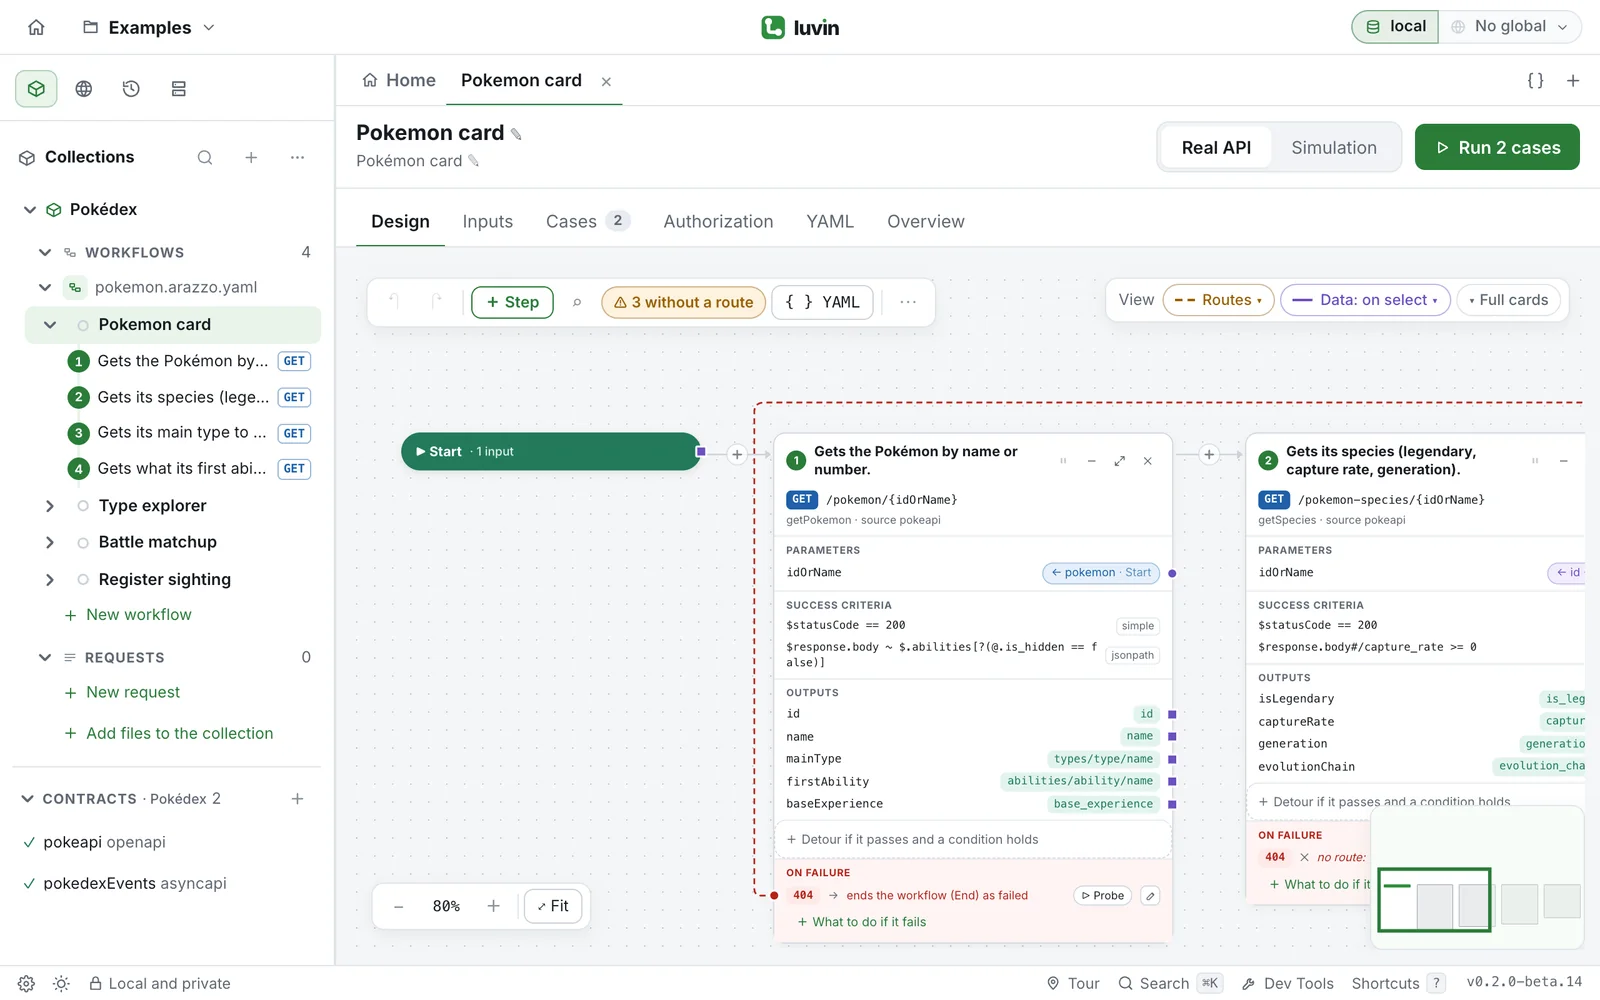 Examples
luvin
local
No global
Home
Pokemon card
Collections
Pokemon card
Pokémon card
Real API
Simulation
Run 2 cases
Pokédex
Design
Inputs
Cases 2
Authorization
YAML
Overview
WORKFLOWS 4
pokemon.arazzo.yaml
Pokemon card
1 Gets the Pokémon by... GET
2 Gets its species (lege... GET
3 Gets its main type to ... GET
4 Gets what its first abi... GET
Type explorer
Battle matchup
Register sighting
+ New workflow
REQUESTS 0
+ New request
+ Add files to the collection
CONTRACTS · Pokédex 2
pokeapi openapi
pokedexEvents asyncapi
+ Step
3 without a route
{ } YAML
...
View
Routes
Data: on select
Full cards
Start · 1 input
1 Gets the Pokémon by name or
number.
GET /pokemon/{idOrName}
getPokemon · source pokeapi
PARAMETERS
idOrName ← pokemon · Start
SUCCESS CRITERIA
$statusCode == 200 simple
$response.body ~ $.abilities[?(@.is_hidden == f
alse)] jsonpath
OUTPUTS
id id
name name
mainType types/type/name
firstAbility abilities/ability/name
baseExperience base_experience
+ Detour if it passes and a condition holds
ON FAILURE
404 → ends the workflow (End) as failed Probe
+ What to do if it fails
2 Gets its species (legendary,
capture rate, generation).
GET /pokemon-species/{idOrName}
getSpecies · source pokeapi
PARAMETERS
idOrName ← id
SUCCESS CRITERIA
$statusCode == 200
$response.body#/capture_rate >= 0
OUTPUTS
isLegendary is_leg
captureRate captur
generation generatio
evolutionChain evolution_cha
+ Detour if it passes and a condition holds
ON FAILURE
404 × no route:
+ What to do if it
− 80% +
Fit
Local and private
Tour
Search ⌘K
Dev Tools
Shortcuts ?
v0.2.0-beta.14